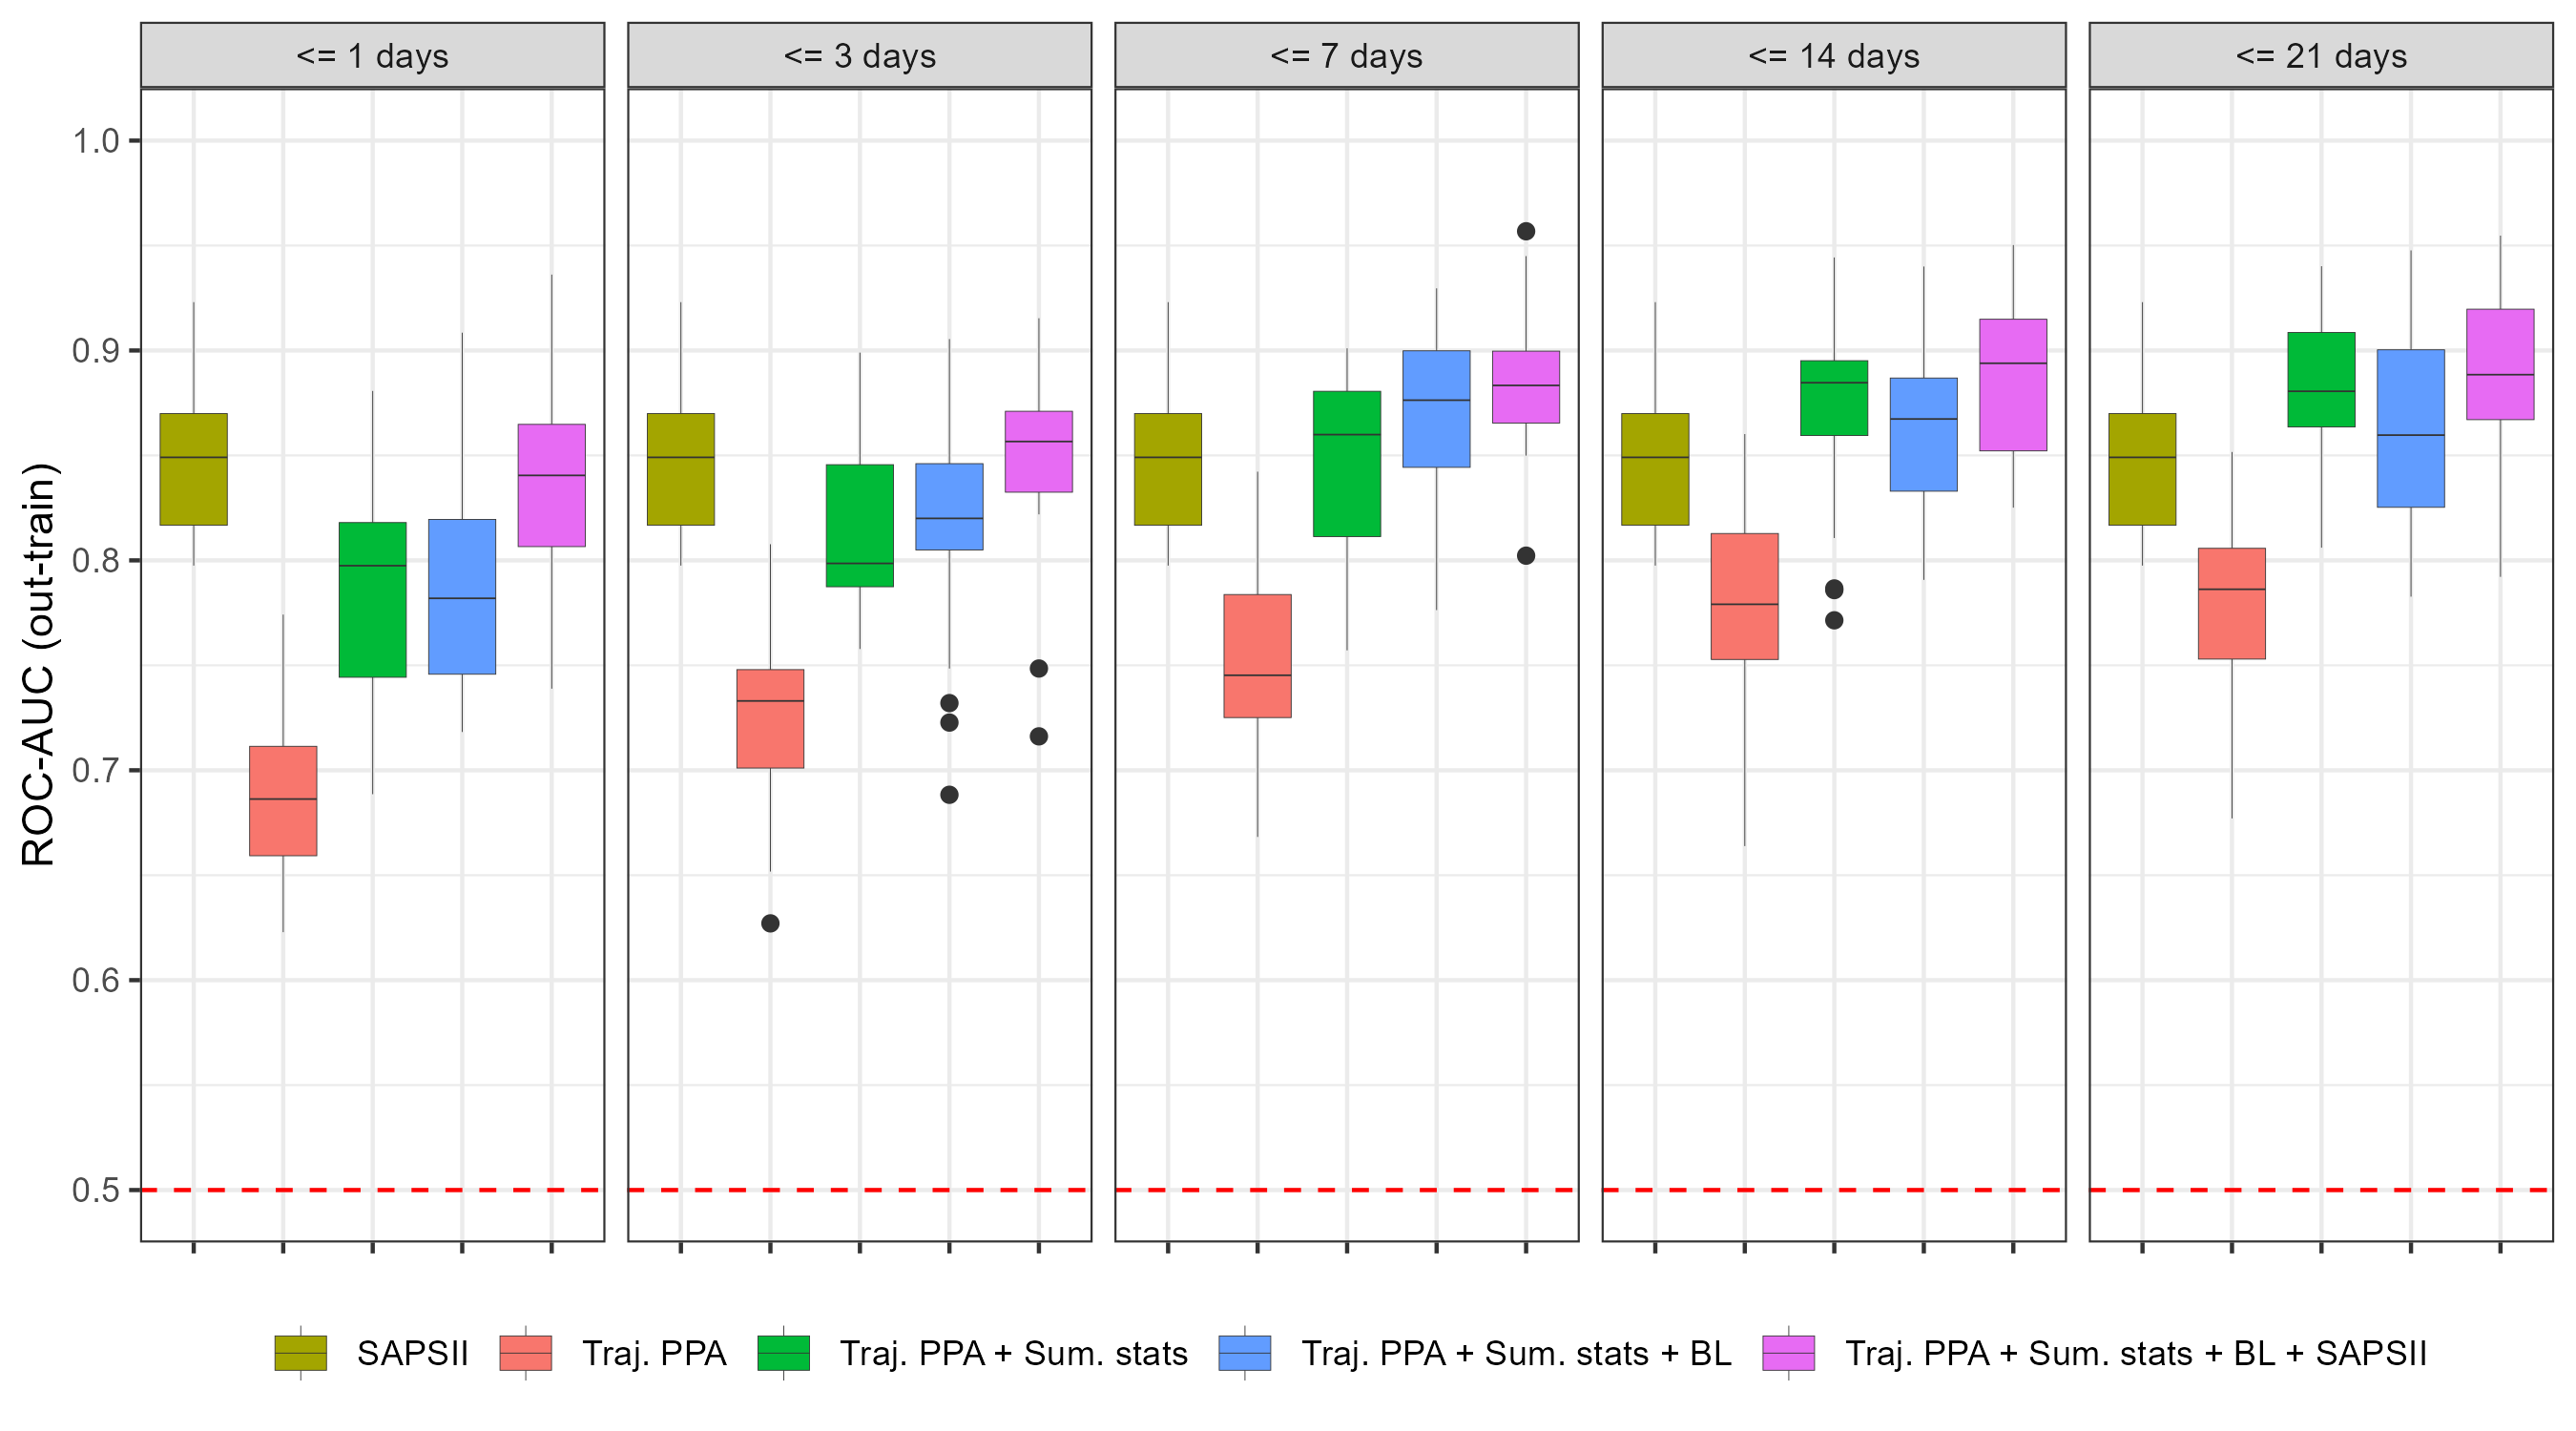 <= 1 days
<= 3 days
<= 7 days
<= 14 days
<= 21 days
ROC-AUC (out-train)
1.0
0.9
0.8
0.7
0.6
0.5
SAPSII
Traj. PPA
Traj. PPA + Sum. stats
Traj. PPA + Sum. stats + BL
Traj. PPA + Sum. stats + BL + SAPSII